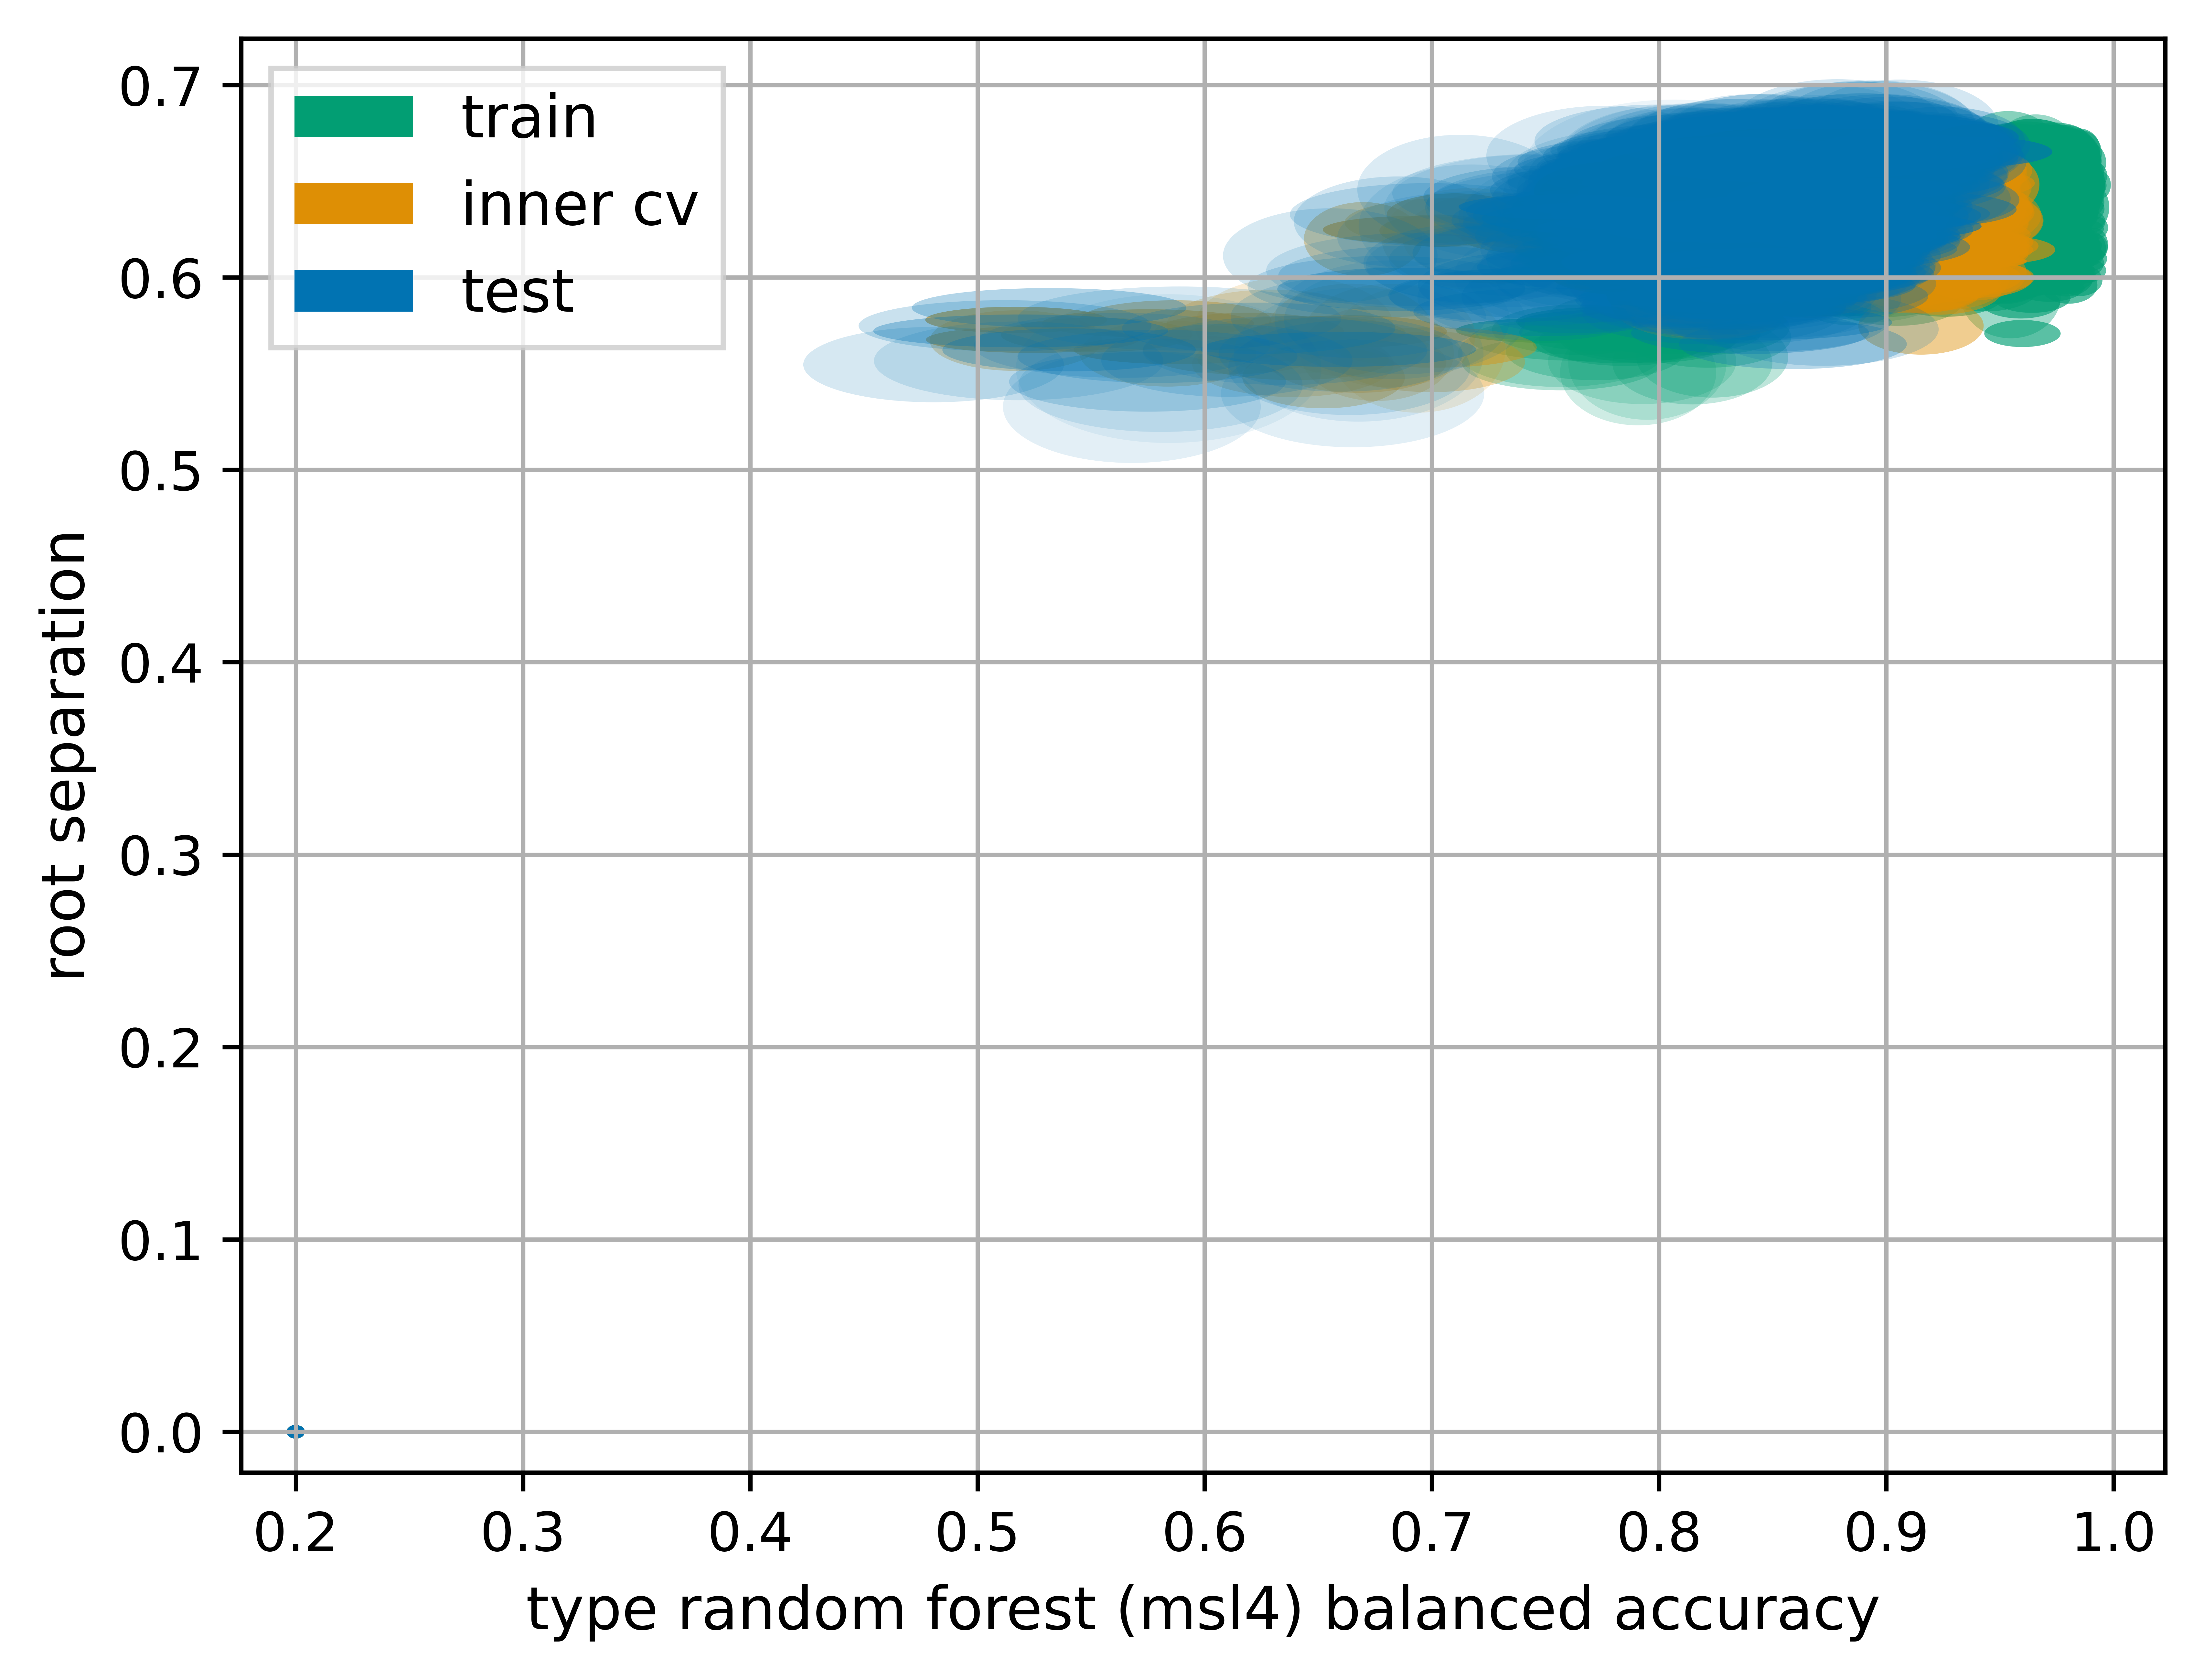 train
inner cv
test
root separation
0.7
0.6
0.5
0.4
0.3
0.2
0.1
0.0
0.2 0.3 0.4 0.5 0.6 0.7 0.8 0.9 1.0
type random forest (msl4) balanced accuracy